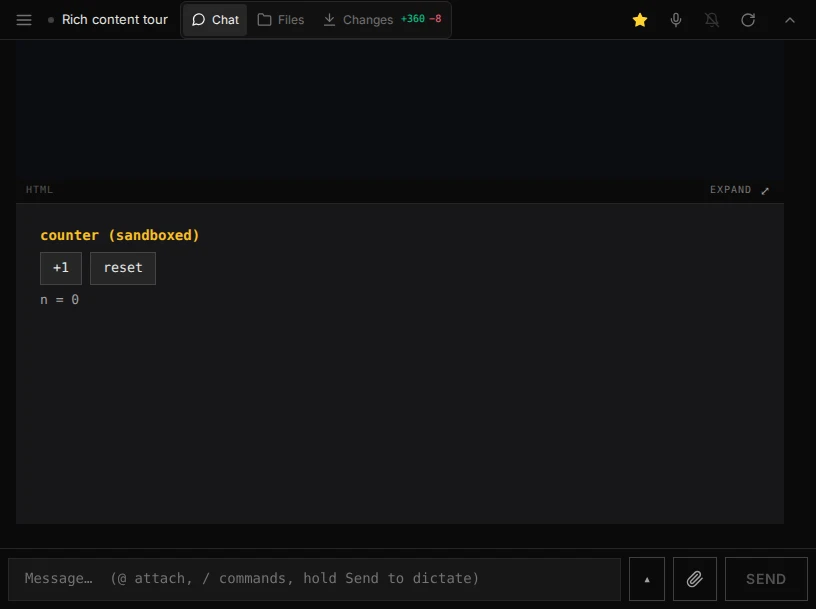 Rich content tour Chat Files Changes +360 −8
HTML EXPAND
counter (sandboxed)
+1 reset
n = 0
Message… (@ attach, / commands, hold Send to dictate) SEND